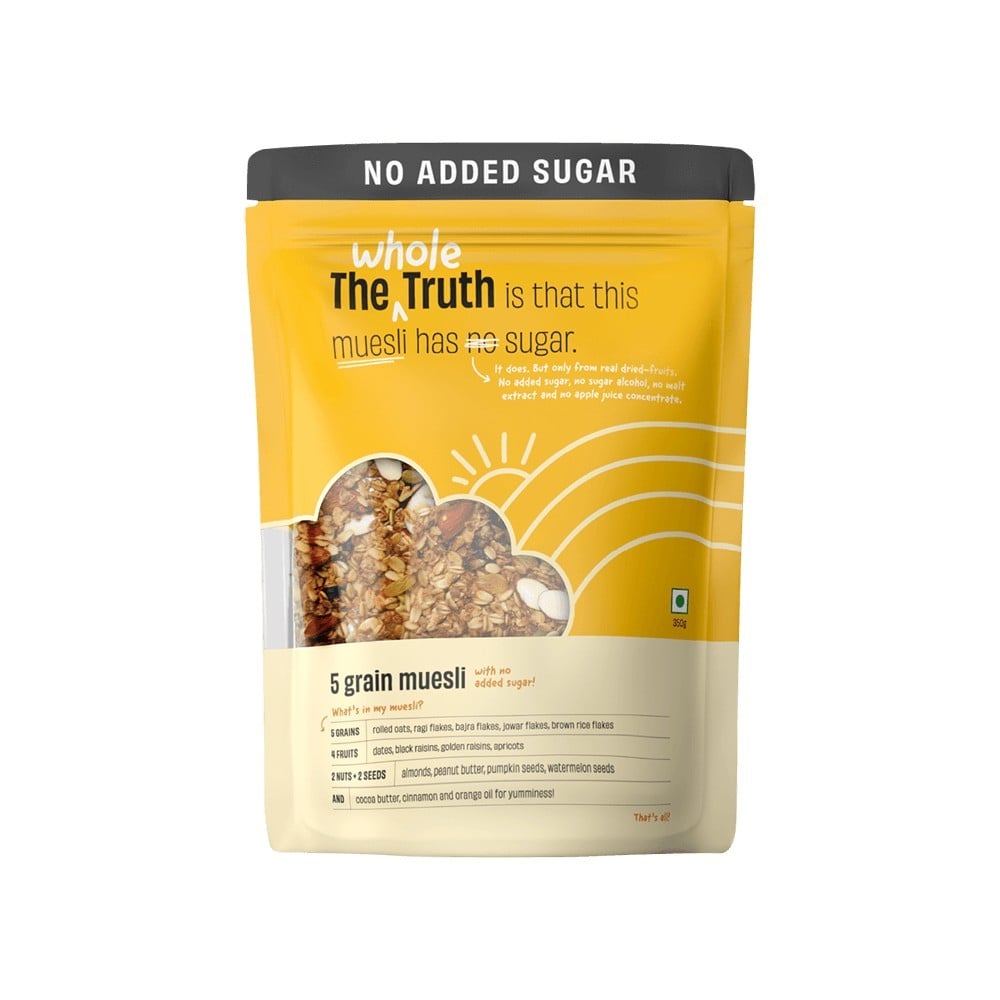 NO ADDED SUGAR
whole
The Truth is that this
muesli has no sugar.
It does. But only from real dried-fruits.
No added sugar, no sugar alcohol, no malt
extract and no apple juice concentrate.
350g
5 grain muesli
with no
added sugar!
What's in my muesli?
5 GRAINS rolled oats, ragi flakes, bajra flakes, jowar flakes, brown rice flakes
4 FRUITS dates, black raisins, golden raisins, apricots
2 NUTS + 2 SEEDS almonds, peanut butter, pumpkin seeds, watermelon seeds
AND cocoa butter, cinnamon and orange oil for yumminess!
That's all!